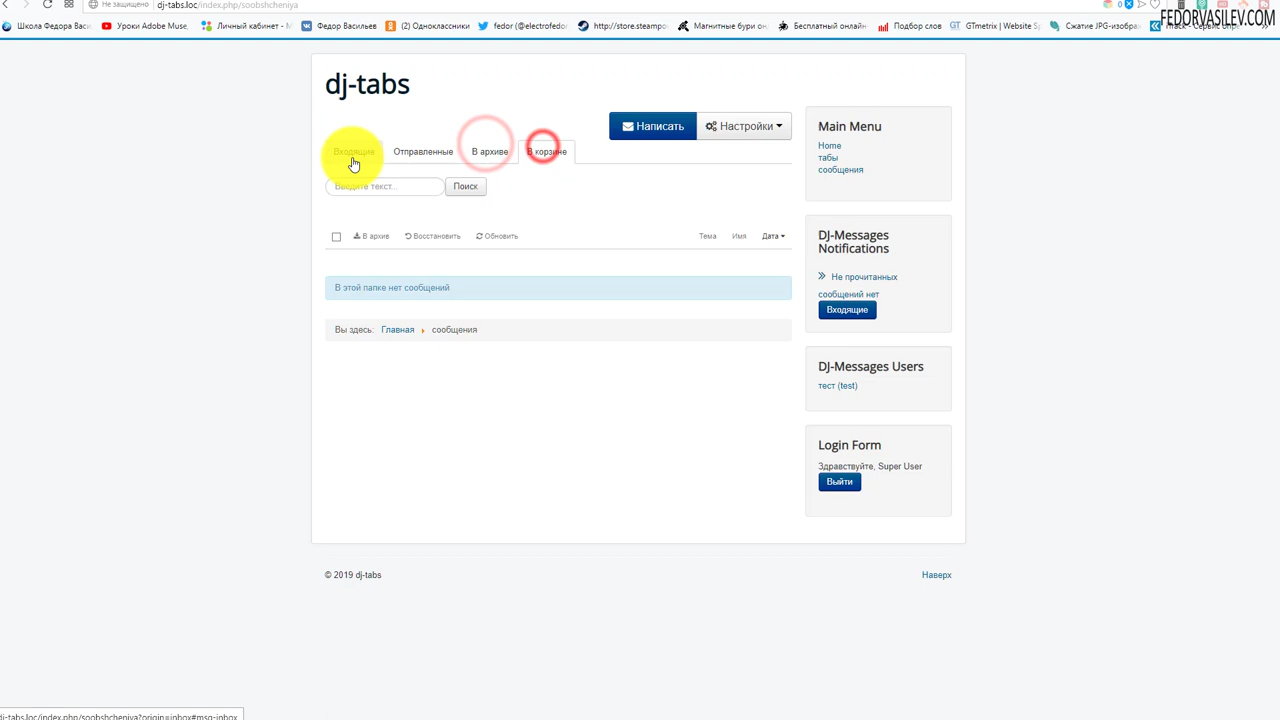 Не защищено
dj-tabs.loc/index.php/soobshcheniya
0
FEDORVASILEV.COM
Школа Федора Васи
Уроки Adobe Muse,
Личный кабинет - М
Федор Васильев
(2) Одноклассники
fedor (@electrofedor
http://store.steampo
Магнитные бури онл
Бесплатный онлайн
Подбор слов
GTmetrix | Website S
Сжатие JPG-изображ
dj-tabs
Написать
Настройки
Входящие
Отправленные
В архиве
В корзине
Введите текст...
Поиск
В архив
Восстановить
Обновить
Тема
Имя
Дата
В этой папке нет сообщений
Вы здесь: Главная сообщения
Main Menu
Home
табы
сообщения
DJ-Messages
Notifications
Не прочитанных
сообщений нет
Входящие
DJ-Messages Users
тест (test)
Login Form
Здравствуйте, Super User
Выйти
© 2019 dj-tabs
Наверх
dj-tabs.loc/index.php/soobshcheniya?origin=inbox#msg-inbox